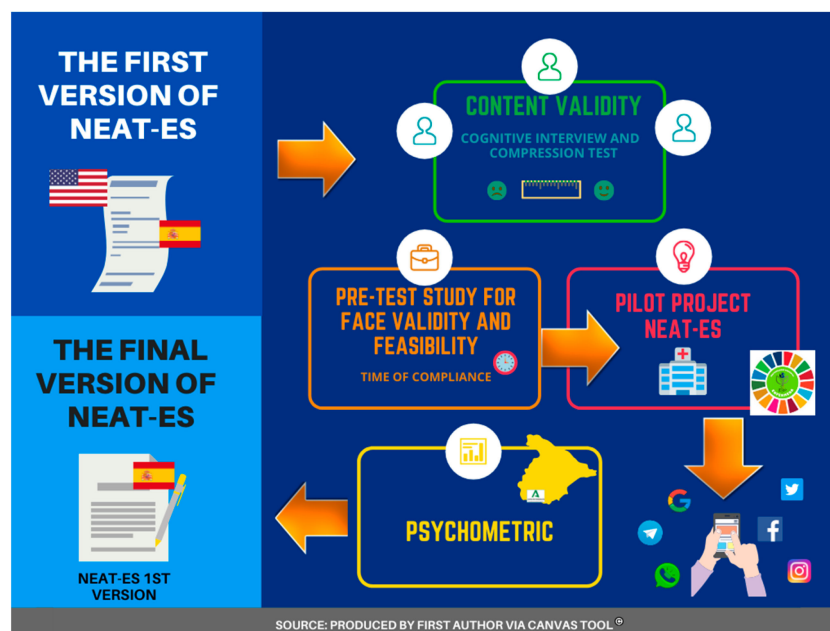 THE FIRST
VERSION OF
NEAT-ES
CONTENT VALIDITY
COGNITIVE INTERVIEW AND
COMPRESSION TEST
PRE-TEST STUDY FOR
FACE VALIDITY AND
FEASIBILITY
TIME OF COMPLIANCE
PILOT PROJECT
NEAT-ES
THE FINAL
VERSION OF
NEAT-ES
NEAT-ES 1ST
VERSION
PSYCHOMETRIC
SOURCE: PRODUCED BY FIRST AUTHOR VIA CANVAS TOOL ©